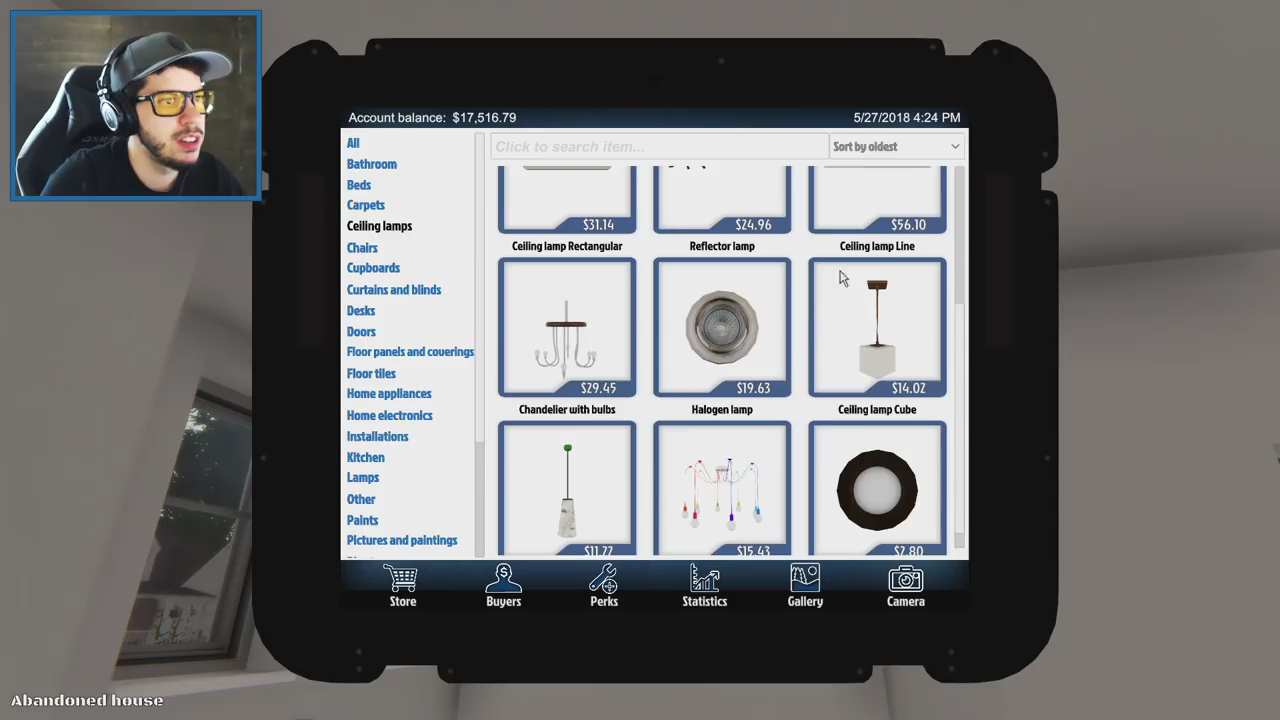 Account balance: $17,516.79
5/27/2018 4:24 PM
All
Bathroom
Beds
Carpets
Ceiling lamps
Chairs
Cupboards
Curtains and blinds
Desks
Doors
Floor panels and coverings
Floor tiles
Home appliances
Home electronics
Installations
Kitchen
Lamps
Other
Paints
Pictures and paintings
Click to search item...
Sort by oldest
$31.14 $24.96 $56.10
Ceiling lamp Rectangular Reflector lamp Ceiling lamp Line
$29.45 $19.63 $14.02
Chandelier with bulbs Halogen lamp Ceiling lamp Cube
$11.22 $15.43 $2.80
Store Buyers Perks Statistics Gallery Camera
Abandoned house